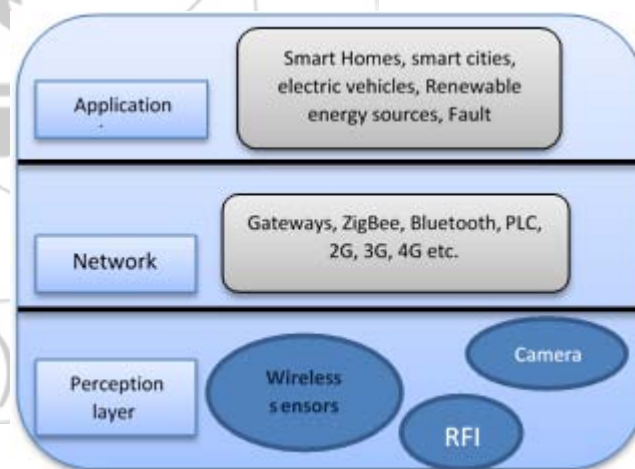 Smart Homes, smart cities,
electric vehicles, Renewable
energy sources, Fault
Application
Gateways, ZigBee, Bluetooth, PLC,
2G, 3G, 4G etc.
Network
Camera
Wireless
sensors
Perception
layer
RFI